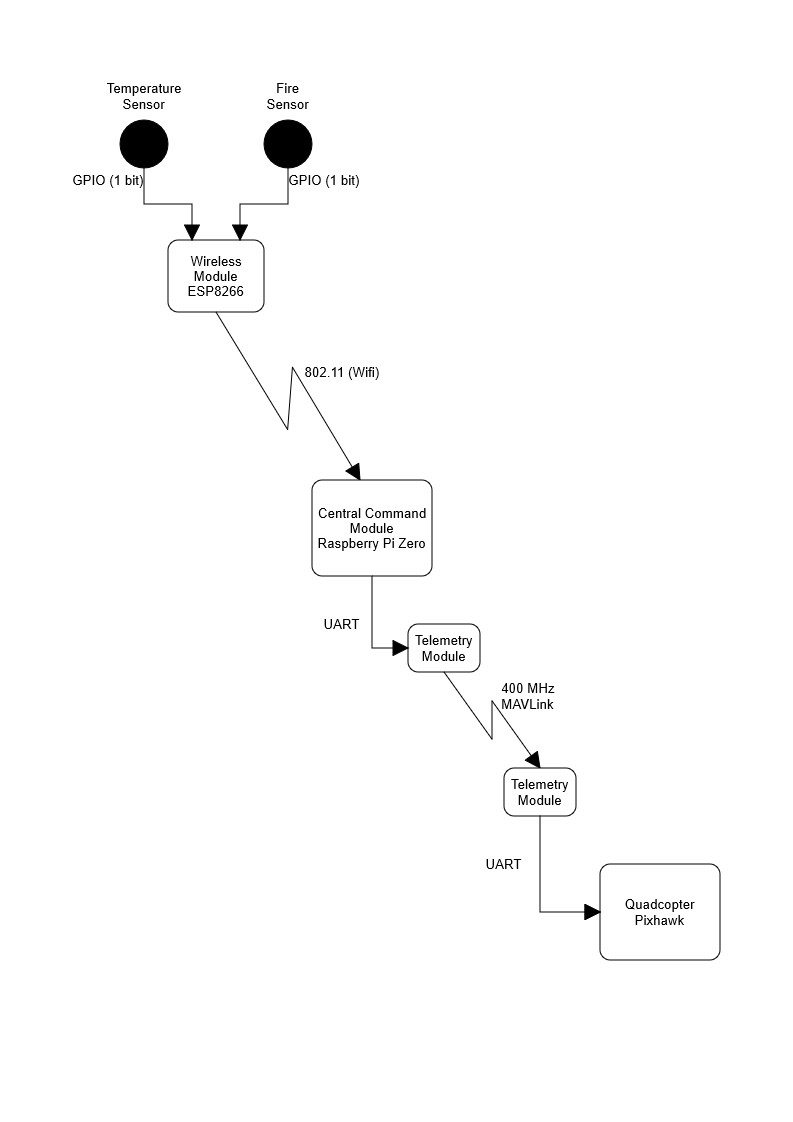 Temperature
Sensor
Fire
Sensor
GPIO (1 bit)
GPIO (1 bit)
Wireless
Module
ESP8266
802.11 (Wifi)
Central Command
Module
Raspberry Pi Zero
UART
Telemetry
Module
400 MHz
MAVLink
Telemetry
Module
UART
Quadcopter
Pixhawk